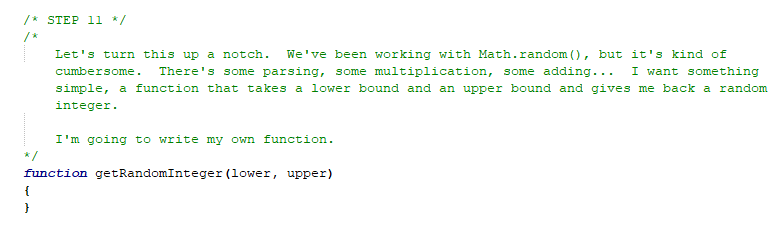 /* STEP 11 */
/*
Let's turn this up a notch.  We've been working with Math.random(), but it's kind of
cumbersome.  There's some parsing, some multiplication, some adding...  I want something
simple, a function that takes a lower bound and an upper bound and gives me back a random
integer.
I'm going to write my own function.
*/
function getRandomInteger(lower, upper)
{
}